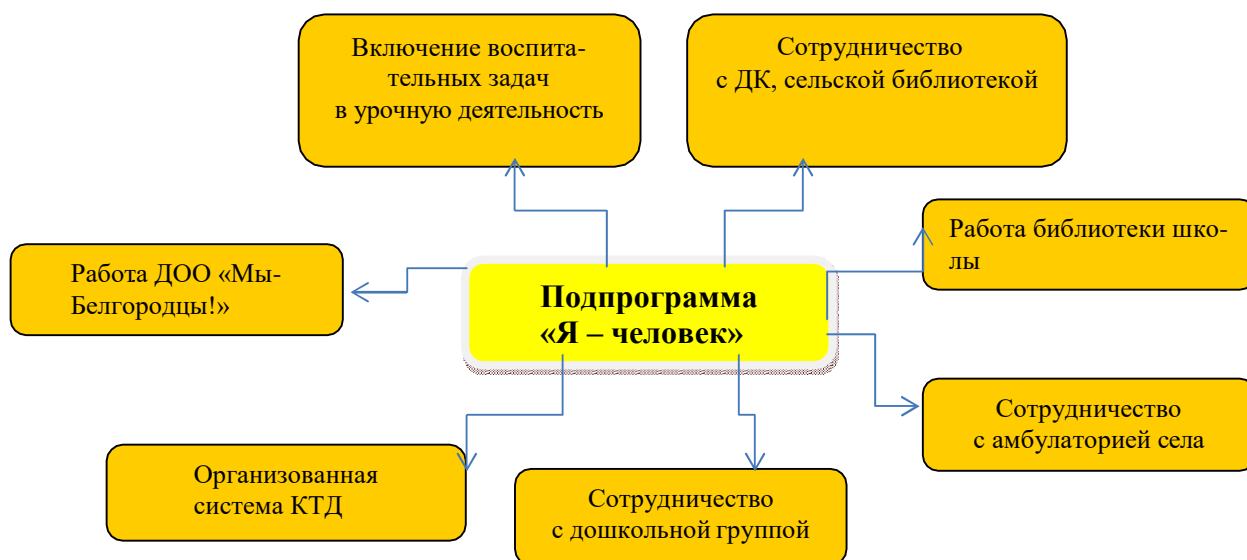 Включение воспита-
тельных задач
в урочную деятельность
Сотрудничество
с ДК, сельской библиотекой
Работа библиотеки шко-
лы
Работа ДОО «Мы-
Белгородцы!»
Подпрограмма
«Я – человек»
Сотрудничество
с амбулаторией села
Организованная
система КТД
Сотрудничество
с дошкольной группой